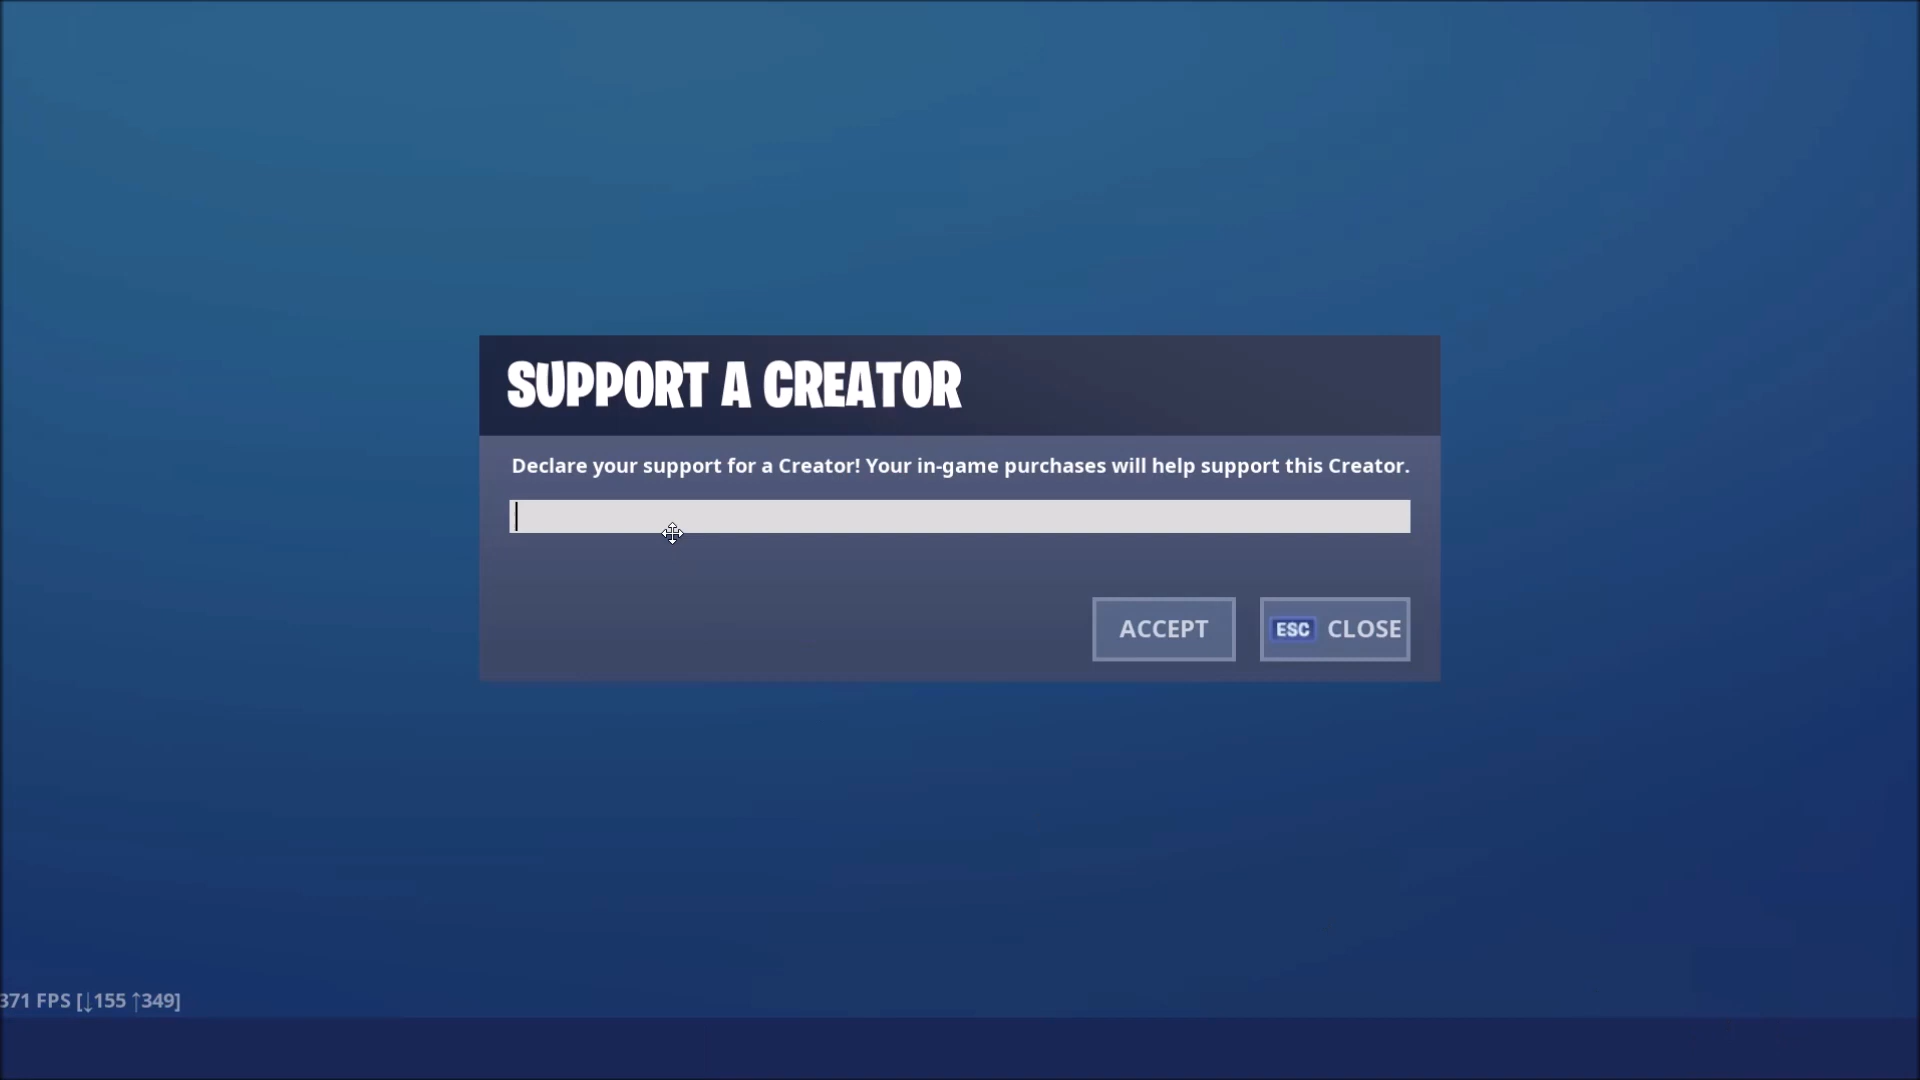 SUPPORT A CREATOR
Declare your support for a Creator! Your in-game purchases will help support this Creator.
ACCEPT
ESC CLOSE
371 FPS [↓155 ↑349]